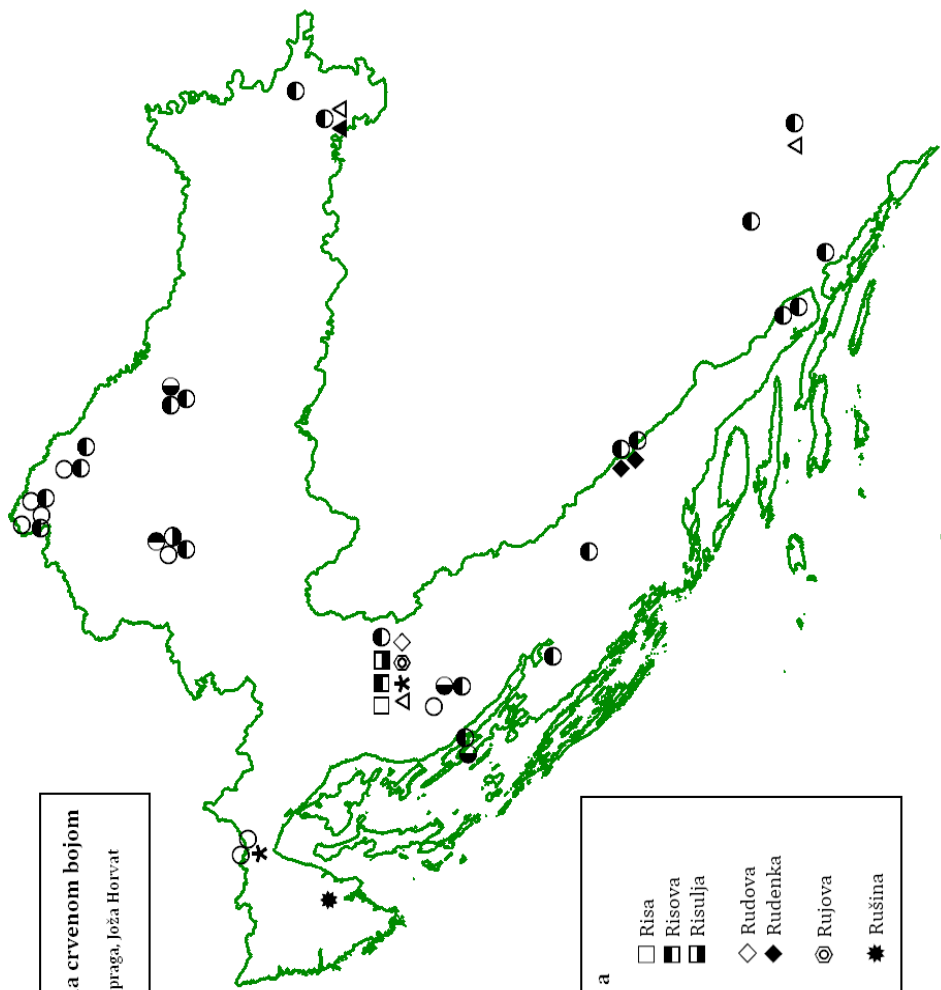 a crvenom bojom
praga, Joža Horvat
a
Risa
Risova
Risulja
Rudova
Rudenka
Rujova
Rušina